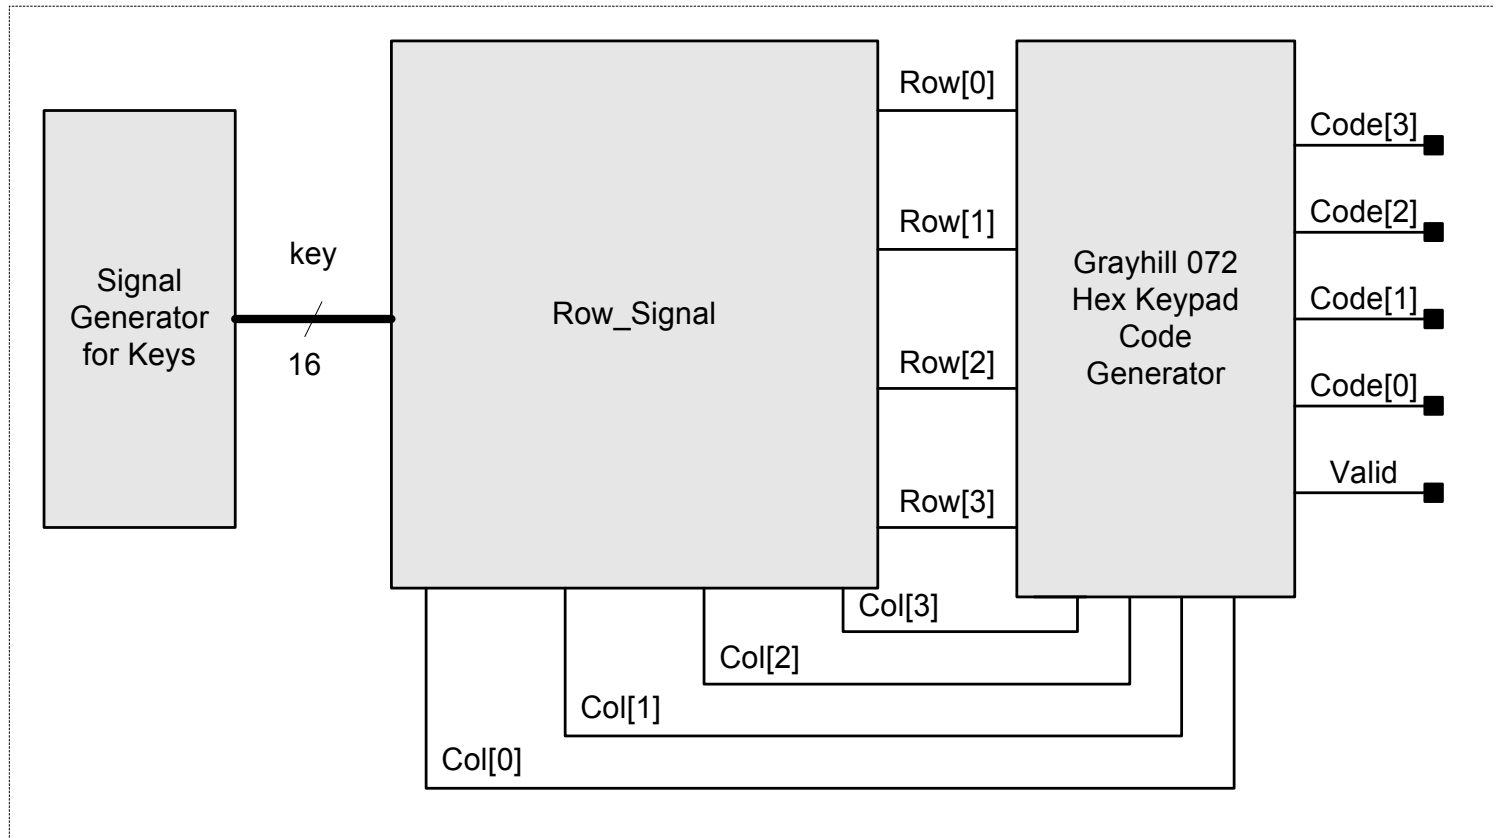 Signal
Generator
for Keys
key
16
Row_Signal
Row[0]
Row[1]
Row[2]
Row[3]
Grayhill 072
Hex Keypad
Code
Generator
Code[3]
Code[2]
Code[1]
Code[0]
Valid
Col[3]
Col[2]
Col[1]
Col[0]